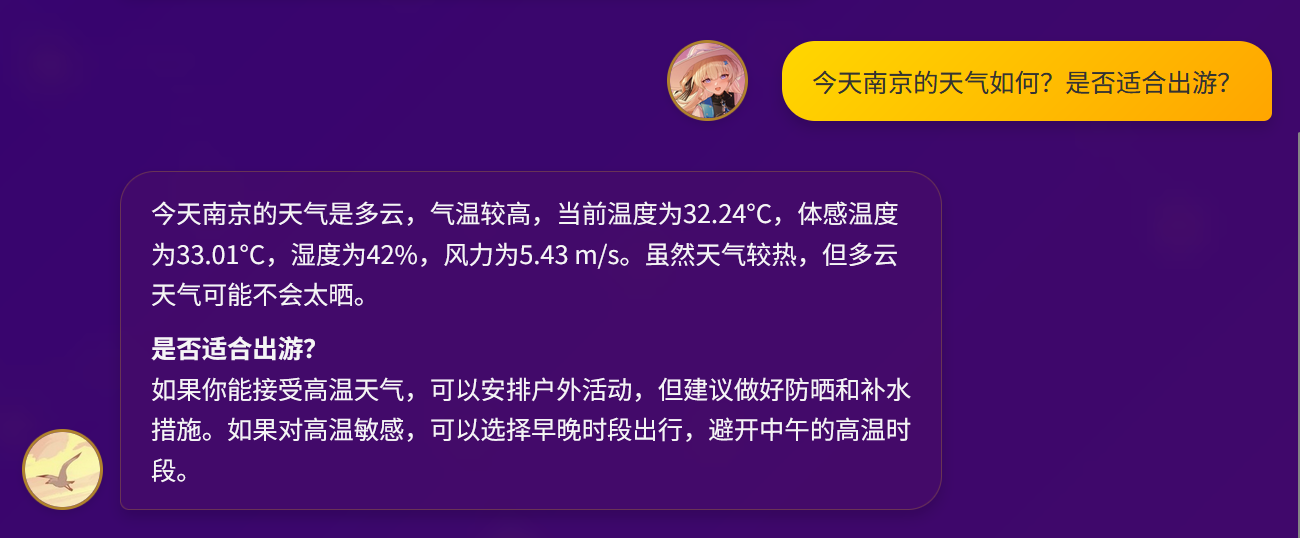 今天南京的天气如何？是否适合出游？
今天南京的天气是多云，气温较高，当前温度为32.24°C，体感温度
为33.01°C，湿度为42%，风力为5.43 m/s。虽然天气较热，但多云
天气可能不会太晒。
是否适合出游？
如果你能接受高温天气，可以安排户外活动，但建议做好防晒和补水
措施。如果对高温敏感，可以选择早晚时段出行，避开中午的高温时
段。